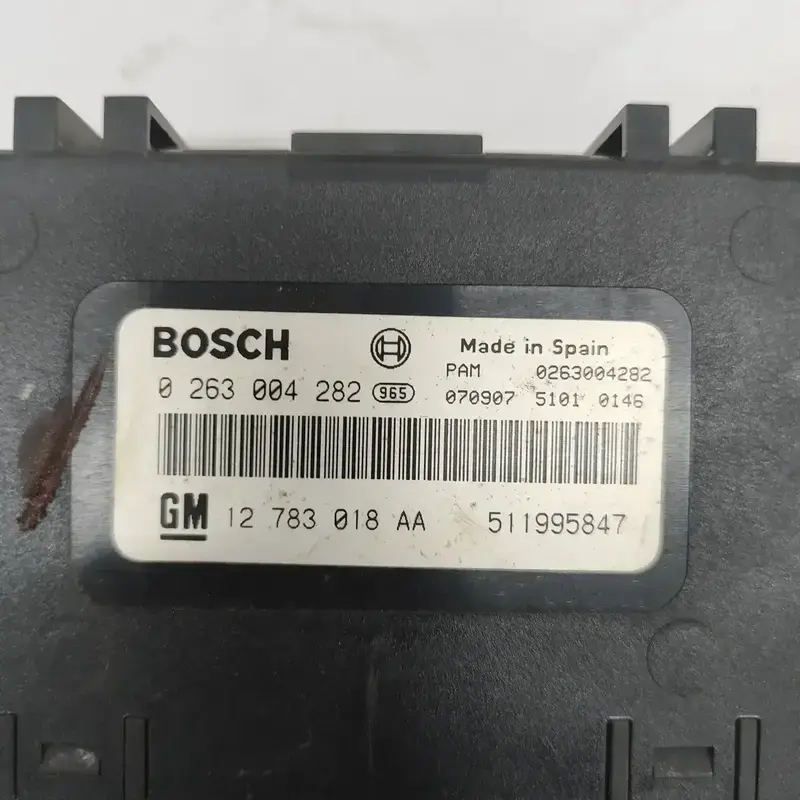 BOSCH Made in Spain
PAM 0263004282
0 263 004 282 965 070907 5101 0146
GM 12 783 018 AA 511995847